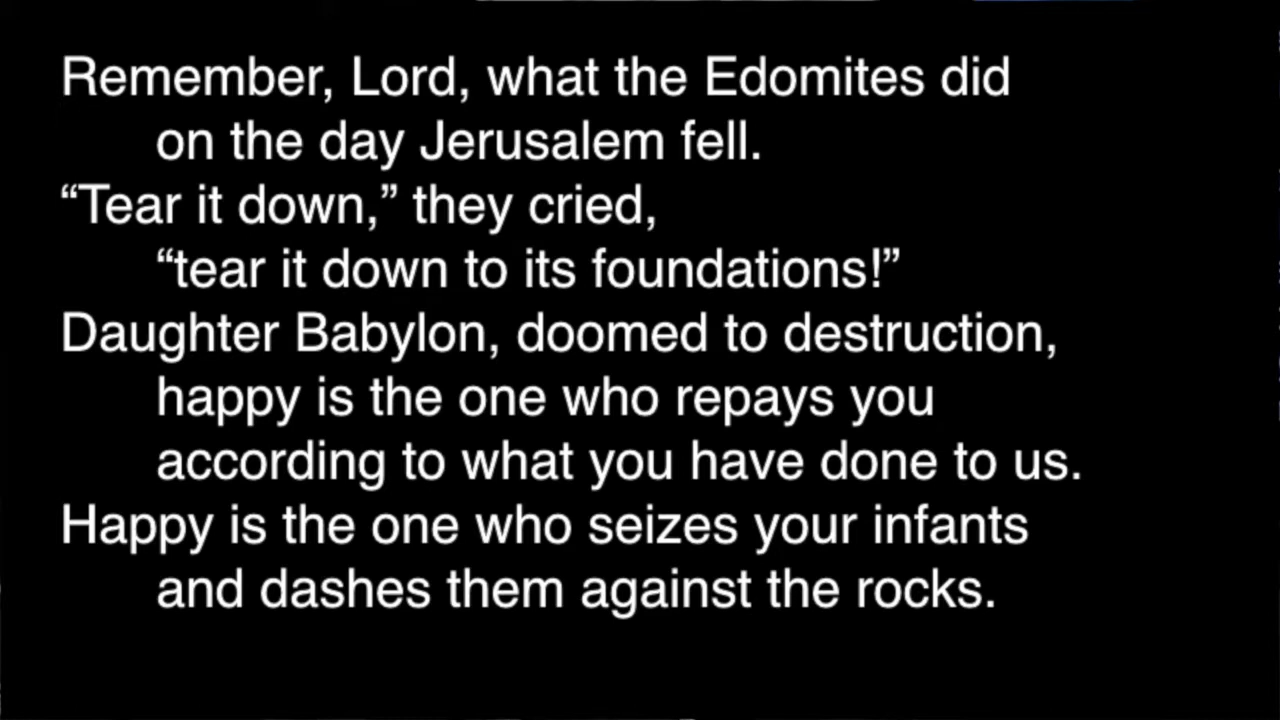 Remember, Lord, what the Edomites did
on the day Jerusalem fell.
“Tear it down,” they cried,
“tear it down to its foundations!”
Daughter Babylon, doomed to destruction,
happy is the one who repays you
according to what you have done to us.
Happy is the one who seizes your infants
and dashes them against the rocks.